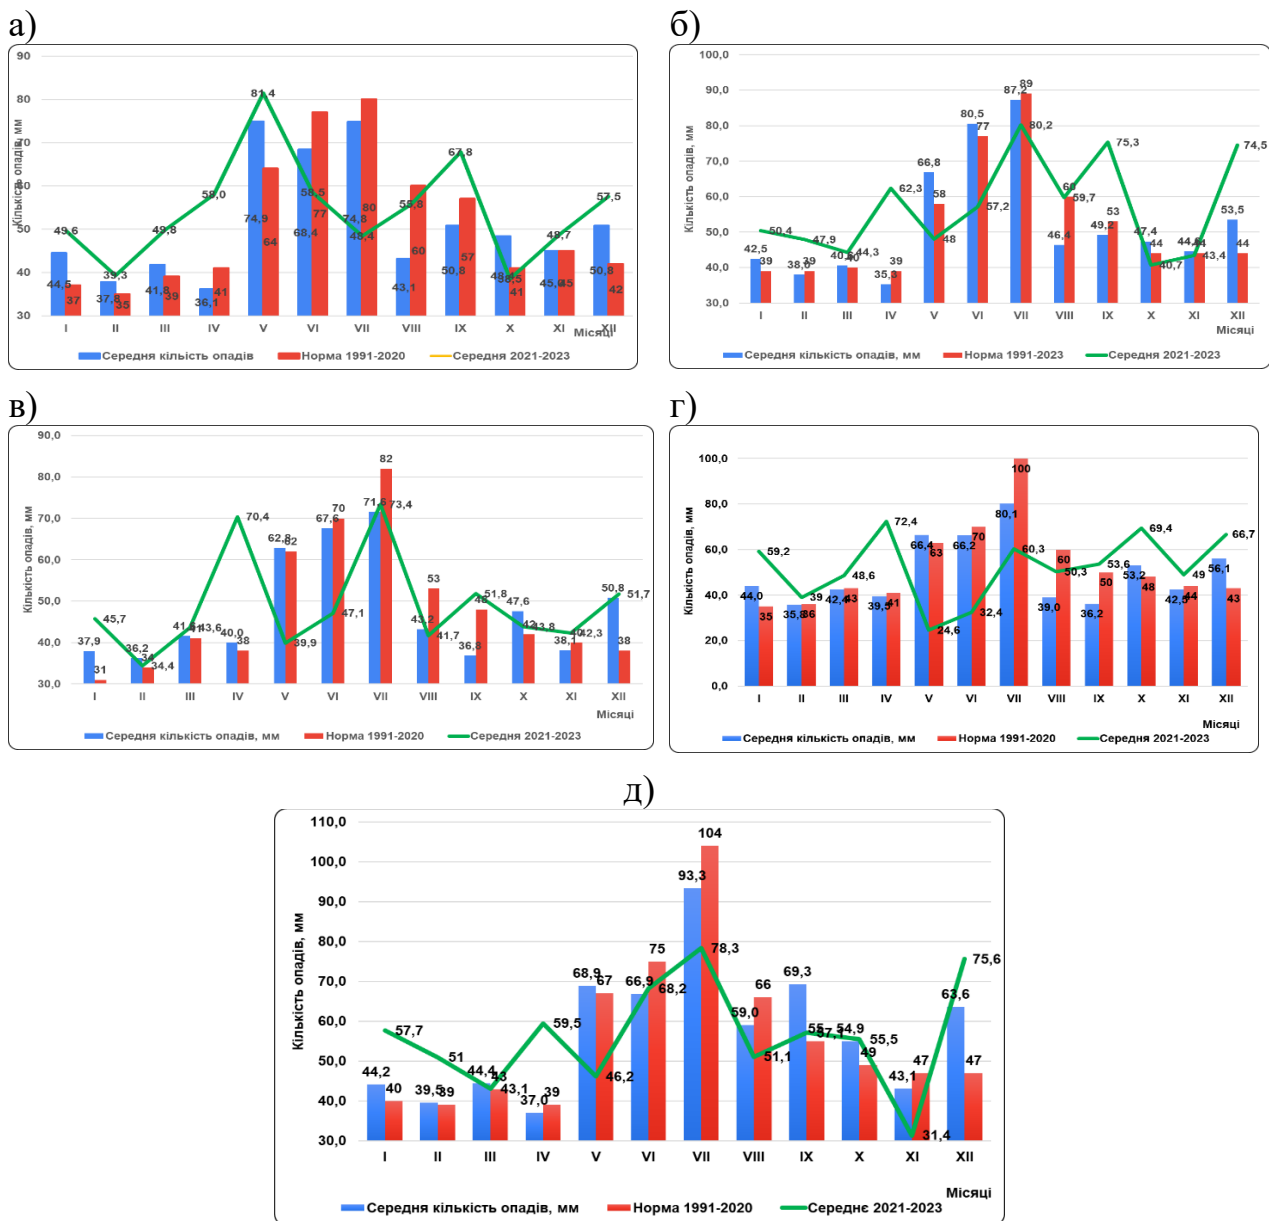 а)
90
80
70
60
50
40
30
Кількість опадів, мм
49,6 39,3 49,8 58,0 81,4 58,5 48,4 55,8 67,8 38,5 48,7 57,5
44,5 37,8 41,8 36,1 74,9 68,4 74,8 43,1 50,8 48,4 45,0 50,8
37 35 39 41 64 77 80 60 57 41 45 42
I II III IV V VI VII VIII IX X XI XII
Місяці
Середня кількість опадів Норма 1991-2020 Середня 2021-2023
б)
100,0
90,0
80,0
70,0
60,0
50,0
40,0
30,0
Кількість опадів, мм
50,4 47,9 44,3 62,3 48 57,2 80,2 59,7 75,3 40,7 43,4 74,5
42,5 38,0 40,6 35,3 66,8 80,5 87,2 46,4 49,2 47,4 44,6 53,5
39 39 40 39 58 77 89 60 53 44 44 44
I II III IV V VI VII VIII IX X XI XII
Місяці
Середня кількість опадів, мм Норма 1991-2023 Середня 2021-2023
в)
90,0
80,0
70,0
60,0
50,0
40,0
30,0
Кількість опадів, мм
45,7 34,4 43,6 70,4 39,9 47,1 73,4 41,7 51,8 43,8 42,3 51,7
37,9 36,2 41,6 40,0 62,8 67,6 71,6 43,2 36,8 47,6 38,1 50,8
31 34 41 38 62 70 82 53 48 42 40 38
I II III IV V VI VII VIII IX X XI XII
Місяці
Середня кількість опадів, мм Норма 1991-2020 Середня 2021-2023
г)
100,0
80,0
60,0
40,0
20,0
0,0
Кількість опадів, мм
59,2 39 48,6 72,4 24,6 32,4 60,3 50,3 53,6 69,4 49 66,7
44,0 35,8 42,4 39,5 66,4 66,2 80,1 39,0 36,2 53,2 42,5 56,1
35 36 43 41 63 70 100 60 50 48 44 43
I II III IV V VI VII VIII IX X XI XII
Місяці
Середня кількість опадів, мм Норма 1991-2020 Середня 2021-2023
д)
110,0
100,0
90,0
80,0
70,0
60,0
50,0
40,0
30,0
Кількість опадів, мм
57,7 51 43,1 59,5 46,2 68,2 78,3 51,1 57,1 55,5 31,4 75,6
44,2 39,5 44,4 37,0 68,9 66,9 93,3 59,0 69,3 54,9 43,1 63,6
40 39 43 39 67 75 104 66 55 49 47 47
I II III IV V VI VII VIII IX X XI XII
Місяці
Середня кількість опадів, мм Норма 1991-2020 Середнє 2021-2023